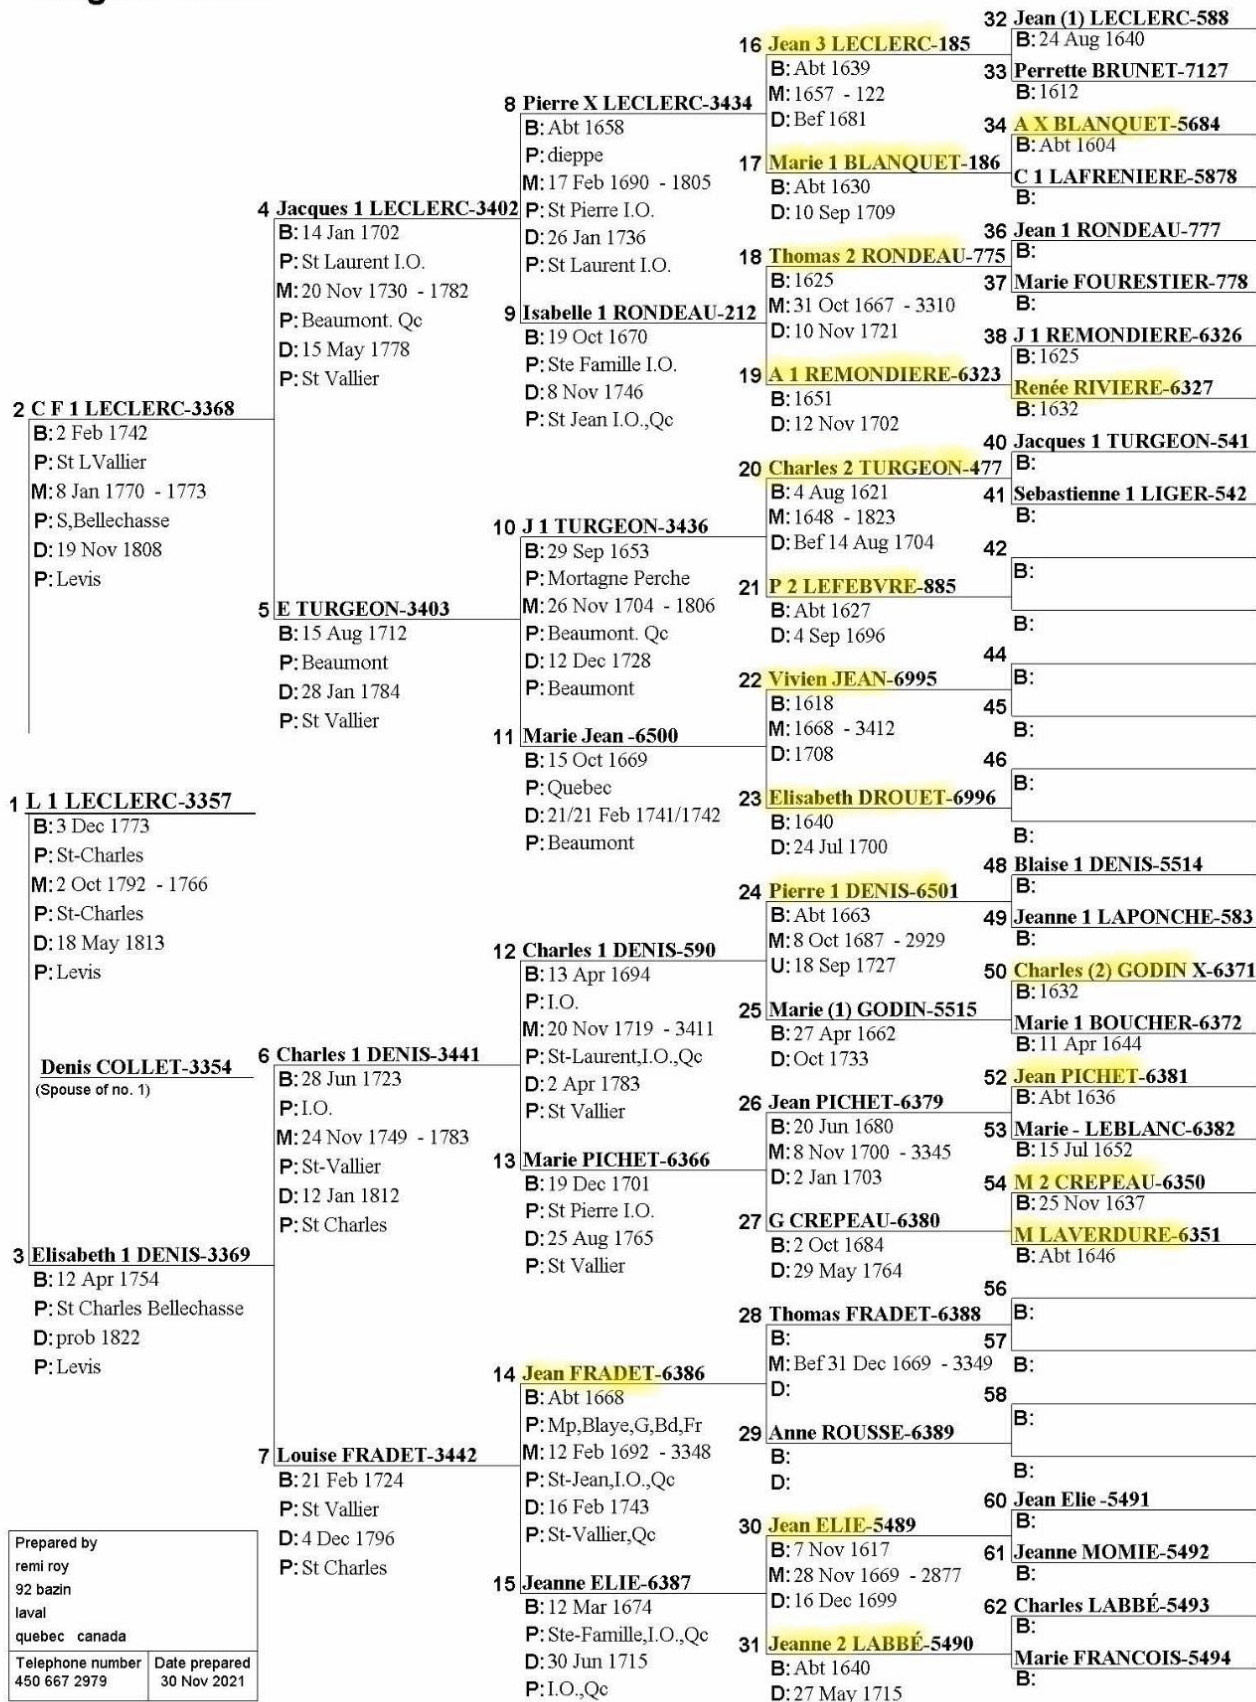 1 L 1 LECLERC-3357
B: 3 Dec 1773
P: St-Charles
M: 2 Oct 1792 - 1766
P: St-Charles
D: 18 May 1813
P: Levis
Denis COLLET-3354
(Spouse of no. 1)
2 C F 1 LECLERC-3368
B: 2 Feb 1742
P: St LVallier
M: 8 Jan 1770 - 1773
P: S,Bellechasse
D: 19 Nov 1808
P: Levis
3 Elisabeth 1 DENIS-3369
B: 12 Apr 1754
P: St Charles Bellechasse
D: prob 1822
P: Levis
4 Jacques 1 LECLERC-3402
B: 14 Jan 1702
P: St Laurent I.O.
M: 20 Nov 1730 - 1782
P: Beaumont. Qc
D: 15 May 1778
P: St Vallier
5 E TURGEON-3403
B: 15 Aug 1712
P: Beaumont
D: 28 Jan 1784
P: St Vallier
6 Charles 1 DENIS-3441
B: 28 Jun 1723
P: I.O.
M: 24 Nov 1749 - 1783
P: St-Vallier
D: 12 Jan 1812
P: St Charles
7 Louise FRADET-3442
B: 21 Feb 1724
P: St Vallier
D: 4 Dec 1796
P: St Charles
8 Pierre X LECLERC-3434
B: Abt 1658
P: dieppe
M: 17 Feb 1690 - 1805
P: St Pierre I.O.
D: 26 Jan 1736
P: St Laurent I.O.
9 Isabelle 1 RONDEAU-212
B: 19 Oct 1670
P: Ste Famille I.O.
D: 8 Nov 1746
P: St Jean I.O.,Qc
10 J 1 TURGEON-3436
B: 29 Sep 1653
P: Mortagne Perche
M: 26 Nov 1704 - 1806
P: Beaumont. Qc
D: 12 Dec 1728
P: Beaumont
11 Marie Jean -6500
B: 15 Oct 1669
P: Quebec
D: 21/21 Feb 1741/1742
P: Beaumont
12 Charles 1 DENIS-590
B: 13 Apr 1694
P: I.O.
M: 20 Nov 1719 - 3411
P: St-Laurent,I.O.,Qc
D: 2 Apr 1783
P: St Vallier
13 Marie PICHET-6366
B: 19 Dec 1701
P: St Pierre I.O.
D: 25 Aug 1765
P: St Vallier
14 Jean FRADET-6386
B: Abt 1668
P: Mp,Blaye,G,Bd,Fr
M: 12 Feb 1692 - 3348
P: St-Jean,I.O.,Qc
D: 16 Feb 1743
P: St-Vallier,Qc
15 Jeanne ELIE-6387
B: 12 Mar 1674
P: Ste-Famille,I.O.,Qc
D: 30 Jun 1715
P: I.O.,Qc
16 Jean 3 LECLERC-185
B: Abt 1639
M: 1657 - 122
D: Bef 1681
17 Marie 1 BLANQUET-186
B: Abt 1630
D: 10 Sep 1709
18 Thomas 2 RONDEAU-775
B: 1625
M: 31 Oct 1667 - 3310
D: 10 Nov 1721
19 A 1 REMONDIERE-6323
B: 1651
D: 12 Nov 1702
20 Charles 2 TURGEON-477
B: 4 Aug 1621
M: 1648 - 1823
D: Bef 14 Aug 1704
21 P 2 LEFEBVRE-885
B: Abt 1627
D: 4 Sep 1696
22 Vivien JEAN-6995
B: 1618
M: 1668 - 3412
D: 1708
23 Elisabeth DROUET-6996
B: 1640
D: 24 Jul 1700
24 Pierre 1 DENIS-6501
B: Abt 1663
M: 8 Oct 1687 - 2929
U: 18 Sep 1727
25 Marie (1) GODIN-5515
B: 27 Apr 1662
D: Oct 1733
26 Jean PICHET-6379
B: 20 Jun 1680
M: 8 Nov 1700 - 3345
D: 2 Jan 1703
27 G CREPEAU-6380
B: 2 Oct 1684
D: 29 May 1764
28 Thomas FRADET-6388
B:
M: Bef 31 Dec 1669 - 3349
D:
29 Anne ROUSSE-6389
B:
D:
30 Jean ELIE-5489
B: 7 Nov 1617
M: 28 Nov 1669 - 2877
D: 16 Dec 1699
31 Jeanne 2 LABBÉ-5490
B: Abt 1640
D: 27 May 1715
32 Jean (1) LECLERC-588
B: 24 Aug 1640
33 Perrette BRUNET-7127
B: 1612
34 A X BLANQUET-5684
B: Abt 1604
C 1 LAFRENIERE-5878
B:
36 Jean 1 RONDEAU-777
B:
37 Marie FOURESTIER-778
B:
38 J 1 REMONDIERE-6326
B: 1625
Renée RIVIERE-6327
B: 1632
40 Jacques 1 TURGEON-541
B:
41 Sebastienne 1 LIGER-542
B:
42
B:
B:
44
B:
45
B:
46
B:
B:
48 Blaise 1 DENIS-5514
B:
49 Jeanne 1 LAPONCHE-583
B:
50 Charles (2) GODIN X-6371
B: 1632
Marie 1 BOUCHER-6372
B: 11 Apr 1644
52 Jean PICHET-6381
B: Abt 1636
53 Marie - LEBLANC-6382
B: 15 Jul 1652
54 M 2 CREPEAU-6350
B: 25 Nov 1637
M LAVERDURE-6351
B: Abt 1646
56
B:
57
B:
58
B:
B:
60 Jean Elie -5491
B:
61 Jeanne MOMIE-5492
B:
62 Charles LABBÉ-5493
B:
Marie FRANCOIS-5494
B:
Prepared by
remi roy
92 bazin
laval
quebec canada
Telephone number
450 667 2979
Date prepared
30 Nov 2021